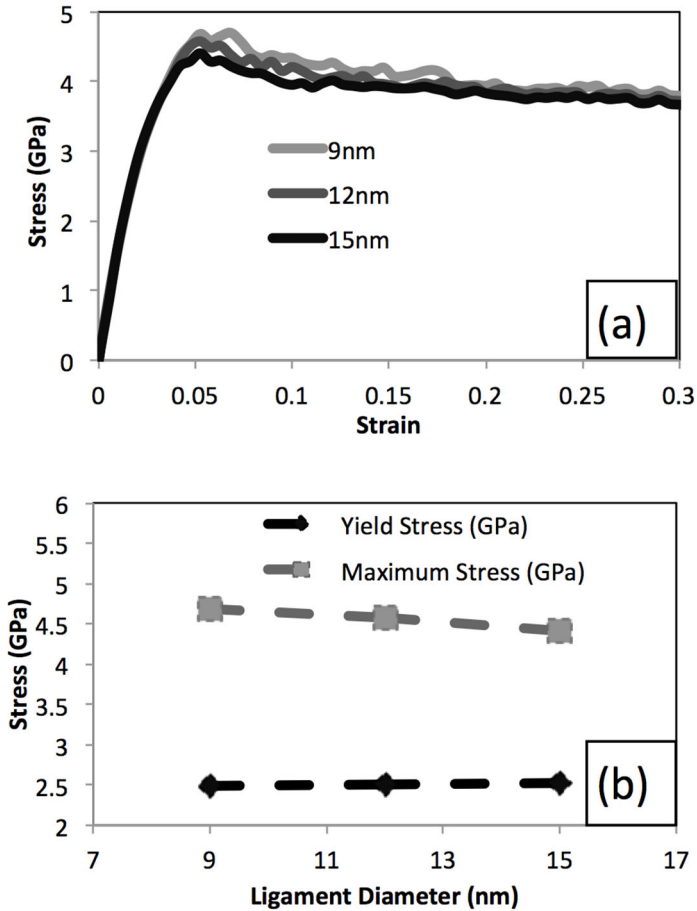 5
4
3
2
1
0
Stress (GPa)
9nm
12nm
15nm
(a)
0 0.05 0.1 0.15 0.2 0.25 0.3
Strain
6
5.5
5
4.5
4
3.5
3
2.5
2
Stress (GPa)
Yield Stress (GPa)
Maximum Stress (GPa)
(b)
7 9 11 13 15 17
Ligament Diameter (nm)